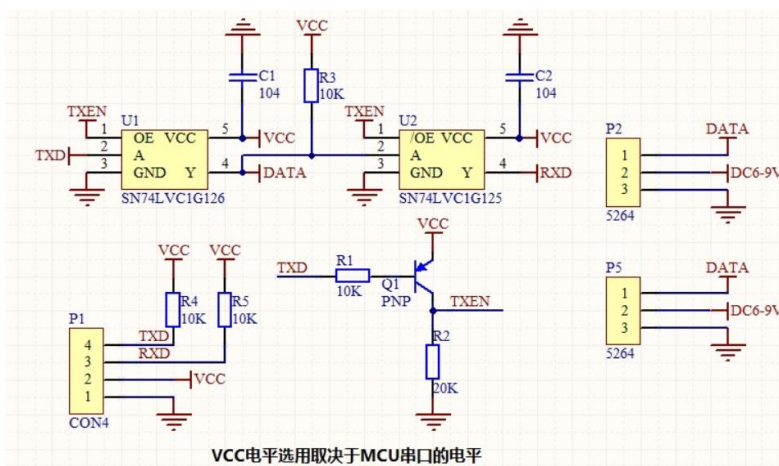 VCC
C1
104
R3
10K
C2
104
TXEN
U1
1
OE
VCC
5
VCC
TXD
2
A
3
GND
Y
4
DATA
SN74LVC1G126
TXEN
U2
1
/OE
VCC
5
VCC
2
A
3
GND
Y
4
RXD
SN74LVC1G125
P2
DATA
1
2
DC6-9V
3
5264
VCC
VCC
R4
10K
R5
10K
P1
4
TXD
3
RXD
2
VCC
1
CON4
VCC
TXD
R1
10K
Q1
PNP
TXEN
R2
20K
P5
DATA
1
2
DC6-9V
3
5264
VCC电平选用取决于MCU串口的电平